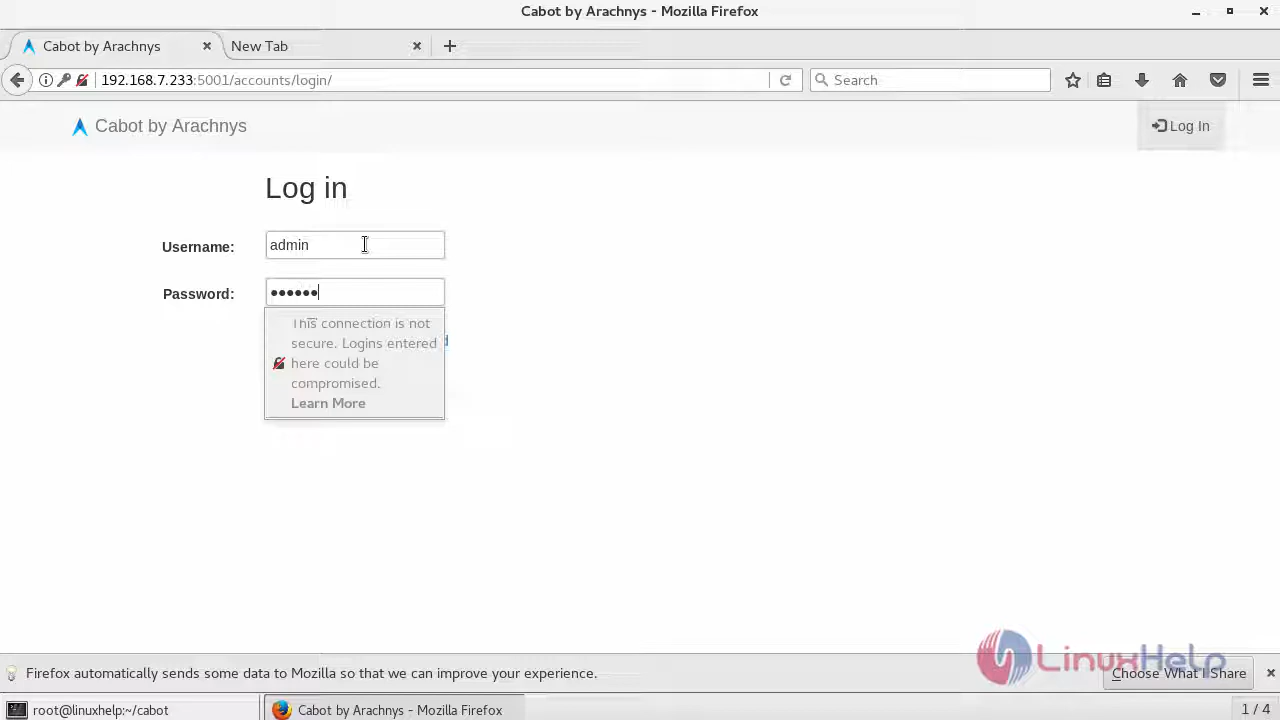 Cabot by Arachnys - Mozilla Firefox
Cabot by Arachnys
New Tab
192.168.7.233:5001/accounts/login/
Search
Cabot by Arachnys
Log In
Log in
Username:
admin
Password:
••••••
This connection is not
secure. Logins entered
here could be
compromised.
Learn More
LinuxHelp
Firefox automatically sends some data to Mozilla so that we can improve your experience.
Choose What I Share
root@linuxhelp:~/cabot
Cabot by Arachnys - Mozilla Firefox
1 / 4